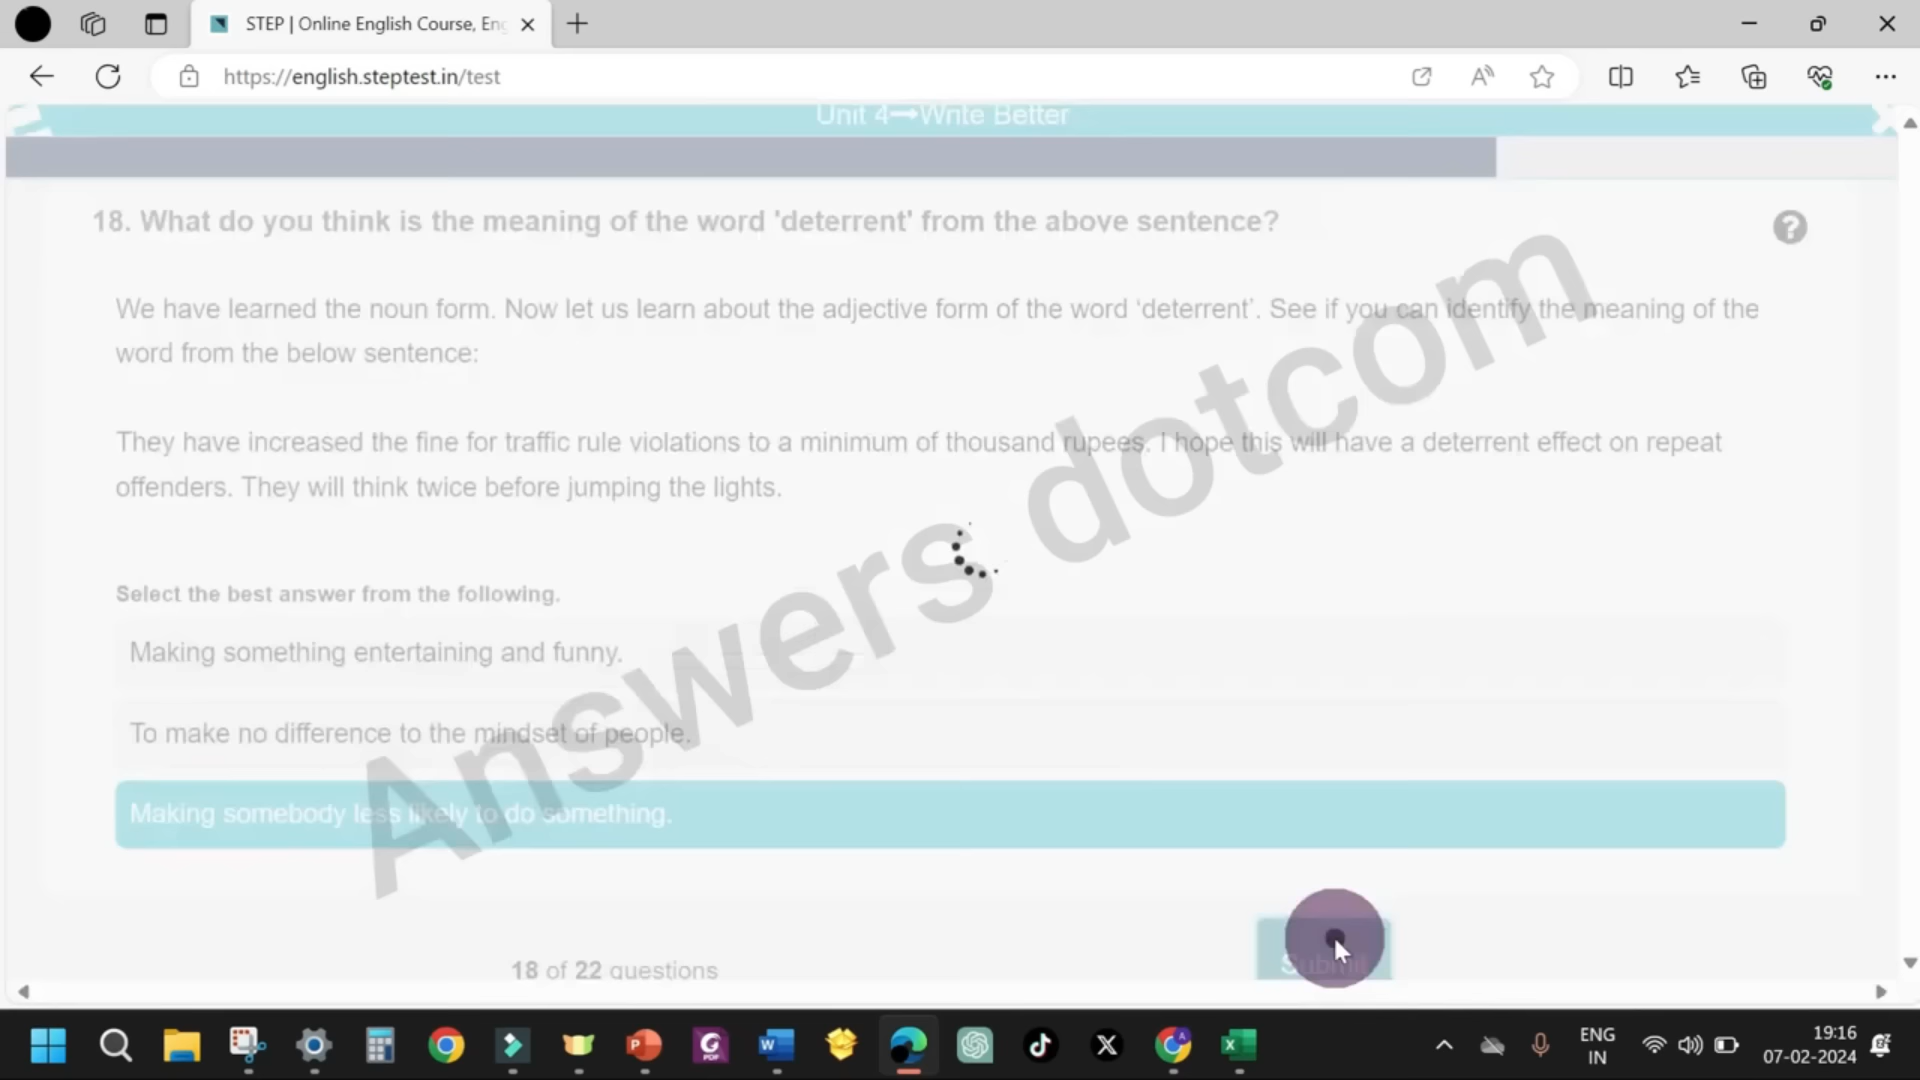 STEP | Online English Course, Eng
https://english.steptest.in/test
Unit 4➞Write Better
18. What do you think is the meaning of the word 'deterrent' from the above sentence?
We have learned the noun form. Now let us learn about the adjective form of the word ‘deterrent’. See if you can identify the meaning of the
word from the below sentence:
They have increased the fine for traffic rule violations to a minimum of thousand rupees. I hope this will have a deterrent effect on repeat
offenders. They will think twice before jumping the lights.
Select the best answer from the following.
Making something entertaining and funny.
To make no difference to the mindset of people.
Making somebody less likely to do something.
Answers dotcom
18 of 22 questions
Submit
ENG
IN
19:16
07-02-2024